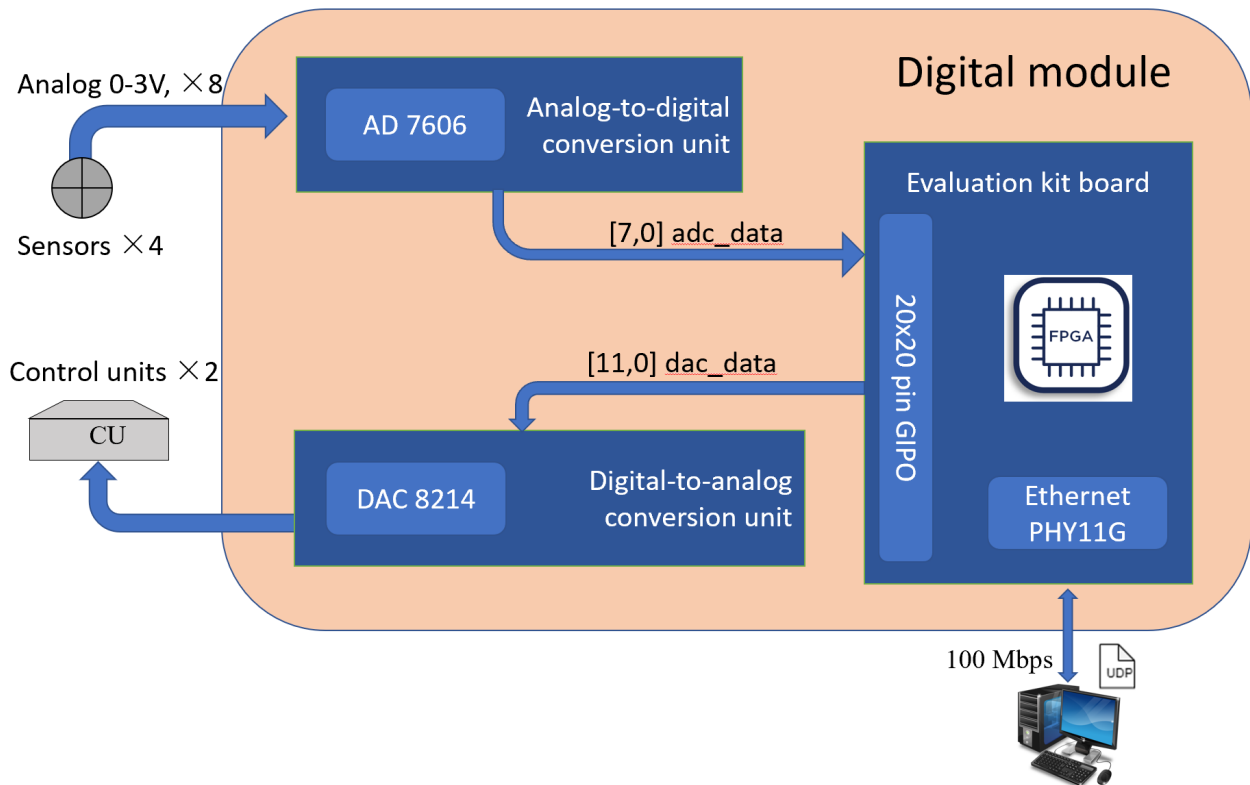 Digital module
Analog 0-3V, ×8
Sensors ×4
AD 7606
Analog-to-digital
conversion unit
[7,0] adc_data
Evaluation kit board
20x20 pin GIPO
FPGA
Ethernet
PHY11G
[11,0] dac_data
Control units ×2
CU
DAC 8214
Digital-to-analog
conversion unit
100 Mbps
UDP